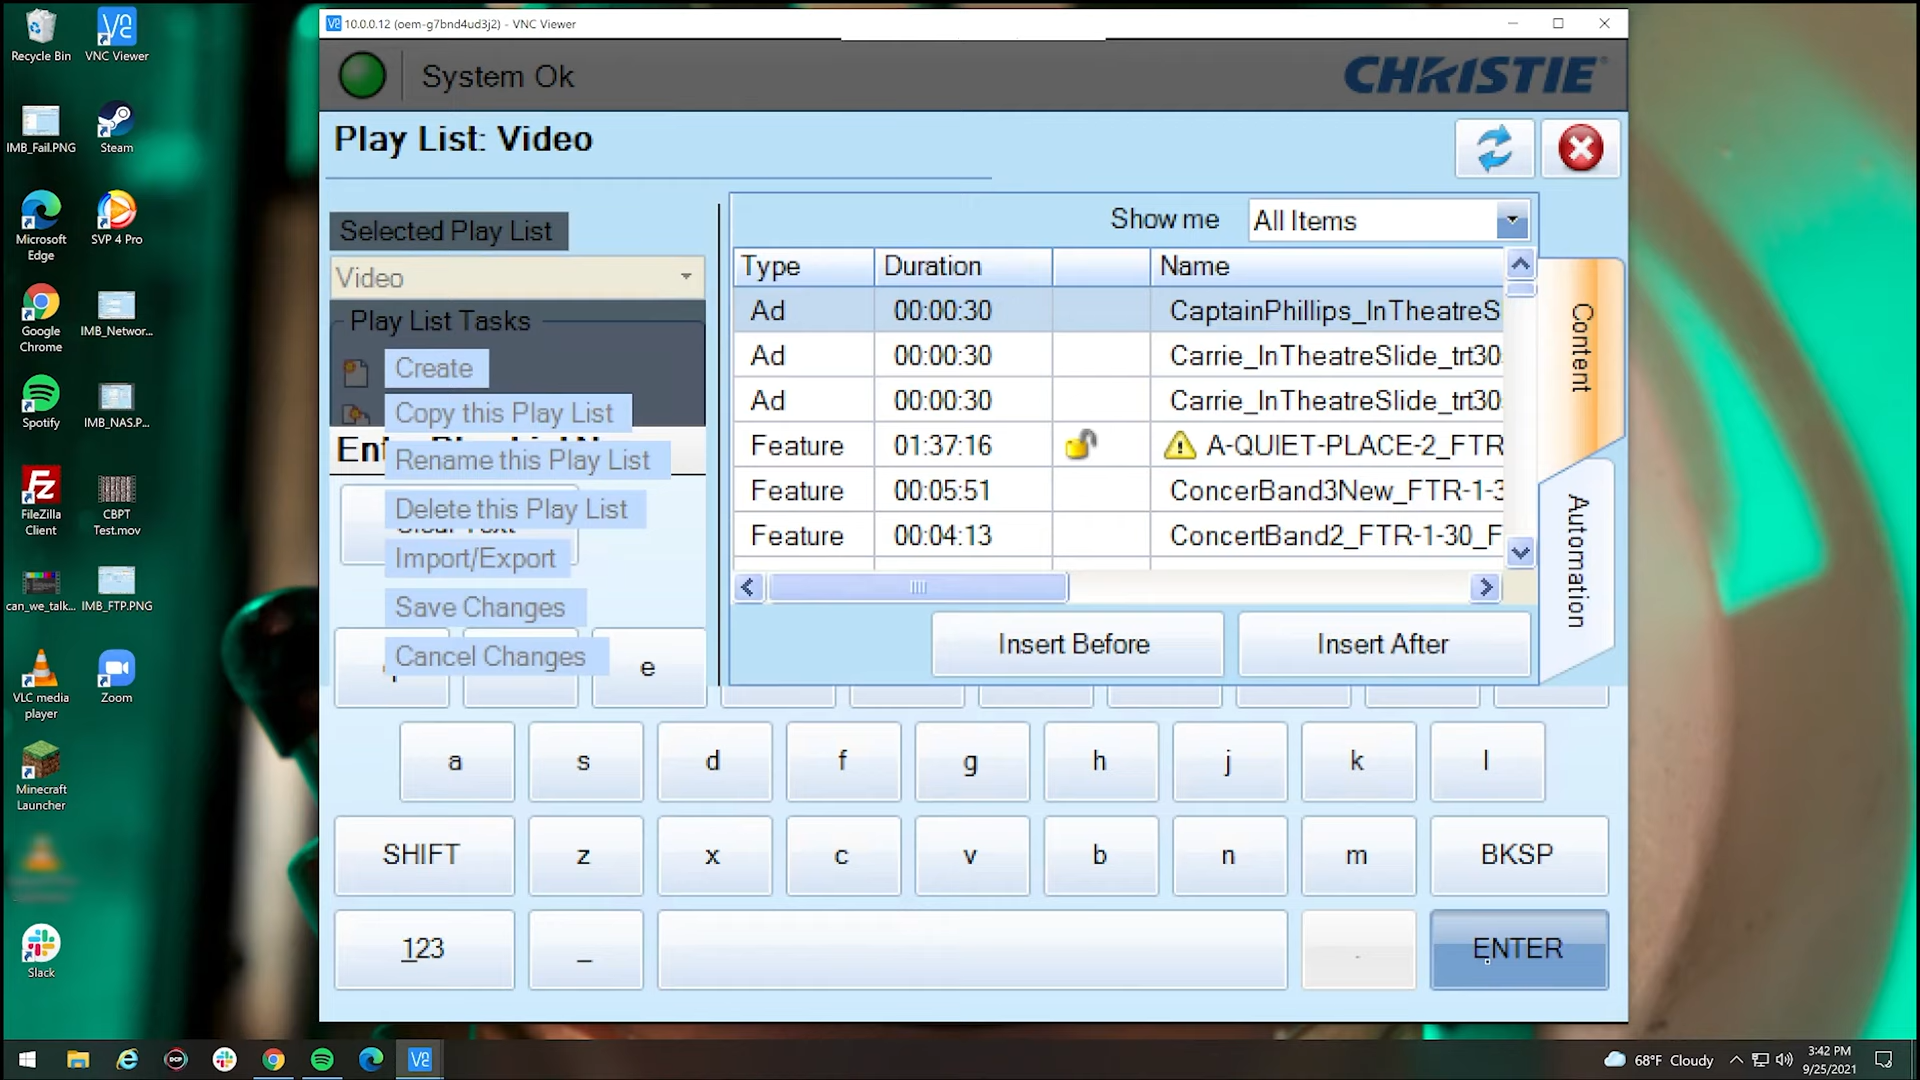 Recycle Bin
VNC Viewer
IMB_Fail.PNG
Steam
Microsoft
Edge
SVP 4 Pro
Google
Chrome
IMB_Networ...
Spotify
IMB_NAS.P...
FileZilla
Client
CBPT
Test.mov
can_we_talk...
IMB_FTP.PNG
VLC media
player
Zoom
Minecraft
Launcher
Slack
10.0.0.12 (oem-g7bnd4ud3j2) - VNC Viewer
System Ok
CHRISTIE
Play List: Video
Selected Play List
Video
Play List Tasks
Create
Copy this Play List
Rename this Play List
Delete this Play List
Import/Export
Save Changes
Cancel Changes
Show me
All Items
Type Duration Name
Ad 00:00:30 CaptainPhillips_InTheatreS
Ad 00:00:30 Carrie_InTheatreSlide_trt30
Ad 00:00:30 Carrie_InTheatreSlide_trt30
Feature 01:37:16 A-QUIET-PLACE-2_FTR
Feature 00:05:51 ConcerBand3New_FTR-1-3
Feature 00:04:13 ConcertBand2_FTR-1-30_F
Insert Before
Insert After
Content
Automation
e
a s d f g h j k l
SHIFT z x c v b n m BKSP
123 _ . ENTER
68°F Cloudy
3:42 PM
9/25/2021